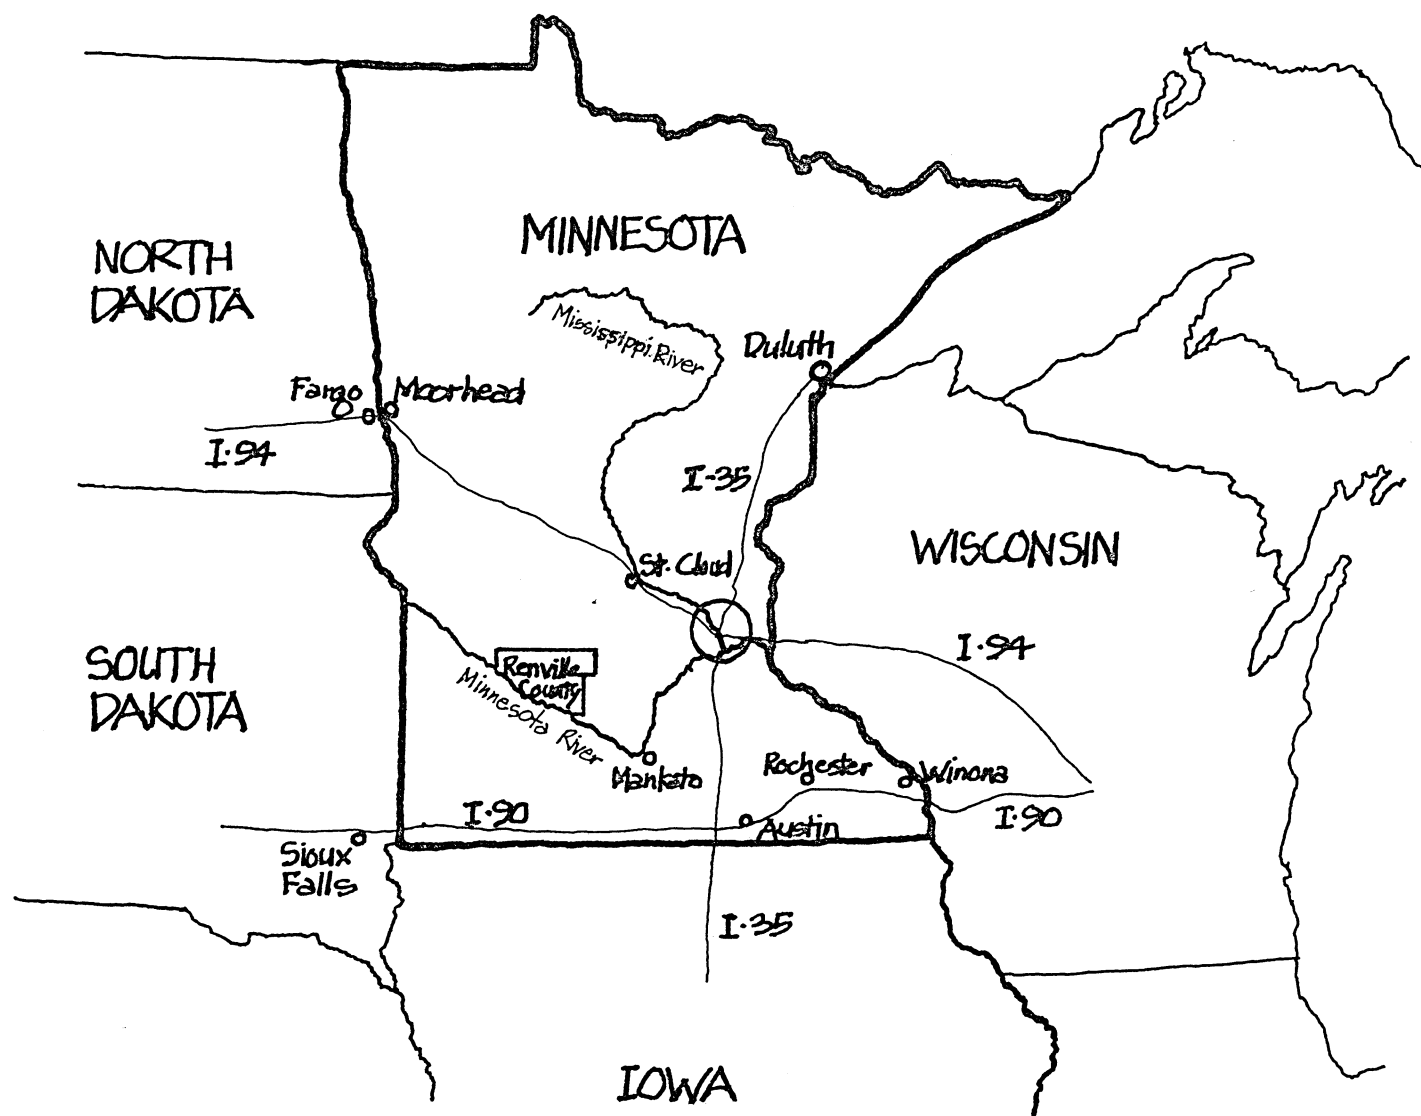 MINNESOTA
NORTH
DAKOTA
Mississippi River
Duluth
Fargo
Moorhead
I·94
I-35
WISCONSIN
St. Cloud
I·94
SOUTH
DAKOTA
Renville
County
Minnesota River
Mankato
Rochester
Winona
I·90
I·90
Austin
Sioux
Falls
I·35
IOWA